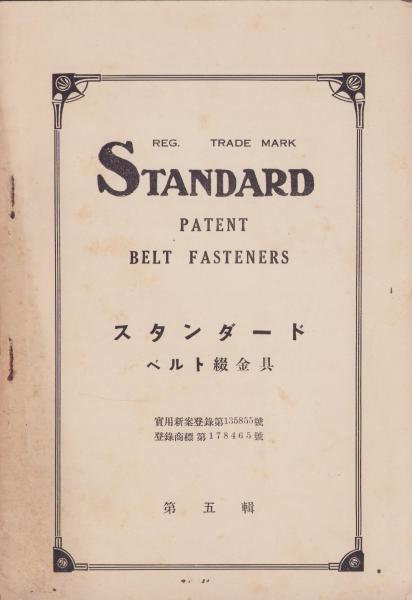 REG. TRADE MARK
STANDARD
PATENT
BELT FASTENERS
スタンダード
ベルト綴金具
實用新案登錄第135855號
登錄商標第178465號
第五輯